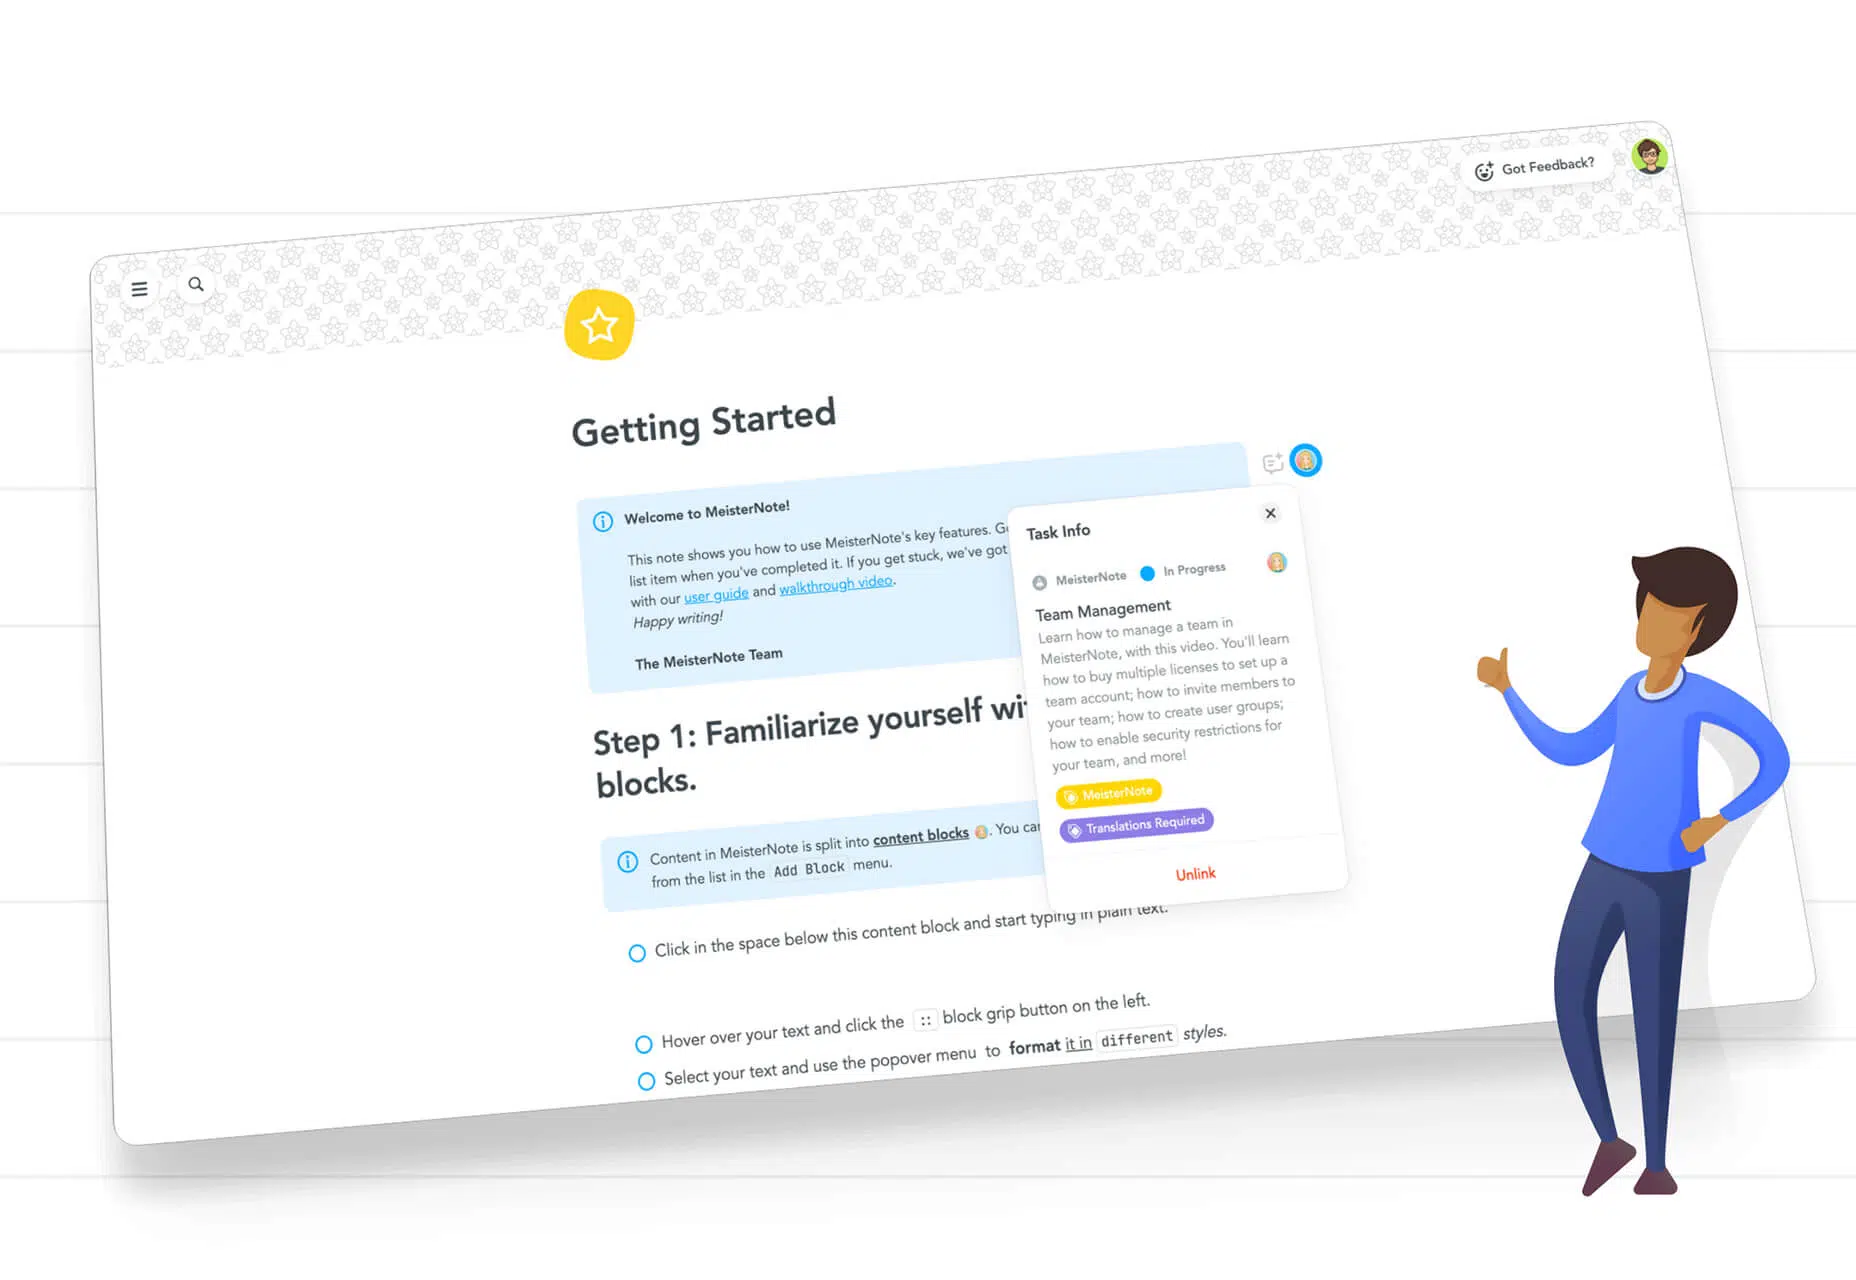 Got Feedback?
Getting Started
Welcome to MeisterNote!
This note shows you how to use MeisterNote's key features. Go
list item when you've completed it. If you get stuck, we've got
with our user guide and walkthrough video.
Happy writing!
The MeisterNote Team
Step 1: Familiarize yourself wi
blocks.
Content in MeisterNote is split into content blocks . You can
from the list in the Add Block menu.
Click in the space below this content block and start typing in plain text.
Hover over your text and click the :: block grip button on the left.
Select your text and use the popover menu to format it in different styles.
Task Info
MeisterNote In Progress
Team Management
Learn how to manage a team in
MeisterNote, with this video. You'll learn
how to buy multiple licenses to set up a
team account; how to invite members to
your team; how to create user groups;
how to enable security restrictions for
your team, and more!
MeisterNote
Translations Required
Unlink